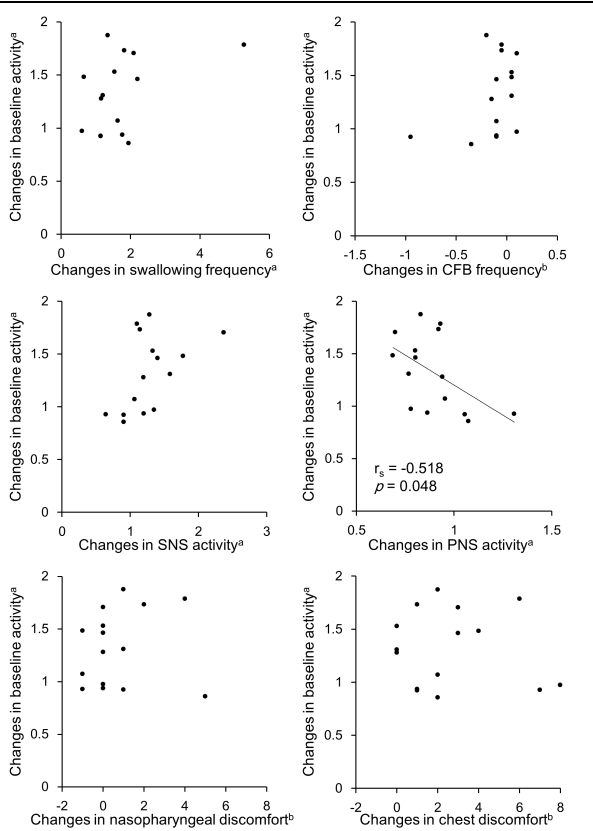 2
1.5
1
0.5
0
Changes in baseline activityᵃ
0 2 4 6
Changes in swallowing frequencyᵃ
2
1.5
1
0.5
0
Changes in baseline activityᵃ
-1.5 -1 -0.5 0 0.5
Changes in CFB frequencyᵇ
2
1.5
1
0.5
0
Changes in baseline activityᵃ
0 1 2 3
Changes in SNS activityᵃ
2
1.5
1
0.5
0
Changes in baseline activityᵃ
rₛ = -0.518
p = 0.048
0.5 1 1.5
Changes in PNS activityᵃ
2
1.5
1
0.5
0
Changes in baseline activityᵃ
-2 0 2 4 6 8
Changes in nasopharyngeal discomfortᵇ
2
1.5
1
0.5
0
Changes in baseline activityᵃ
-2 0 2 4 6 8
Changes in chest discomfortᵇ